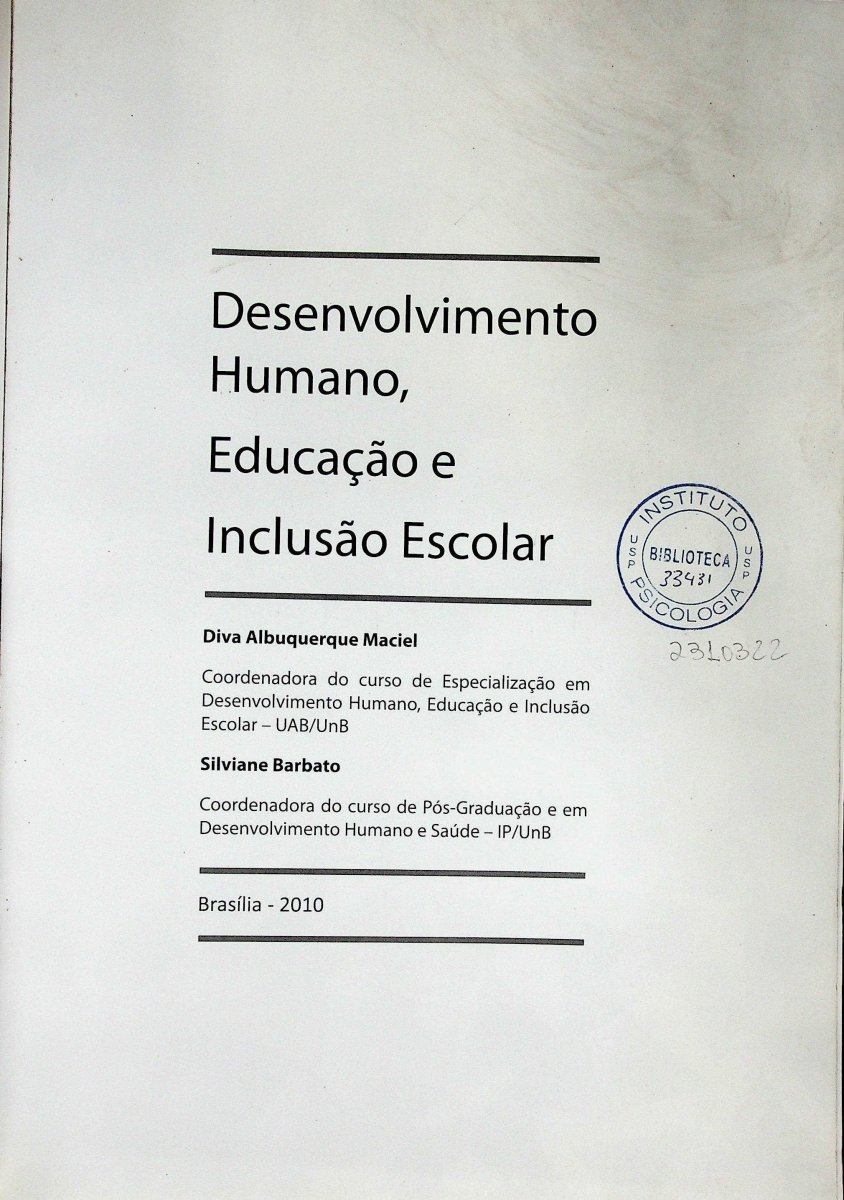 Desenvolvimento
Humano,
Educação e
Inclusão Escolar
INSTITUTO
USP BIBLIOTECA USP
33431
PSICOLOGIA
2310322
Diva Albuquerque Maciel
Coordenadora do curso de Especialização em
Desenvolvimento Humano, Educação e Inclusão
Escolar – UAB/UnB
Silviane Barbato
Coordenadora do curso de Pós-Graduação e em
Desenvolvimento Humano e Saúde – IP/UnB
Brasília - 2010